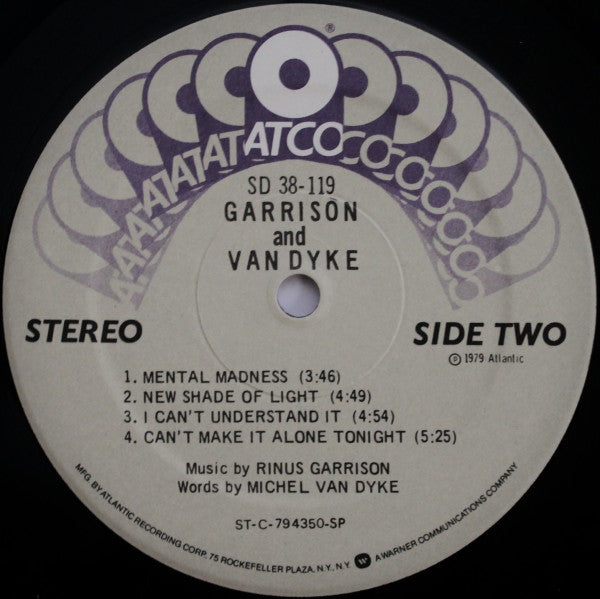 ®
ATATATATATCOCOCOCOCO
SD 38-119
GARRISON
and
VAN DYKE
STEREO
SIDE TWO
℗ 1979 Atlantic
1. MENTAL MADNESS (3:46)
2. NEW SHADE OF LIGHT (4:49)
3. I CAN'T UNDERSTAND IT (4:54)
4. CAN'T MAKE IT ALONE TONIGHT (5:25)
Music by RINUS GARRISON
Words by MICHEL VAN DYKE
ST-C-794350-SP
MFG. BY ATLANTIC RECORDING CORP. 75 ROCKEFELLER PLAZA, N.Y., N.Y. A WARNER COMMUNICATIONS COMPANY